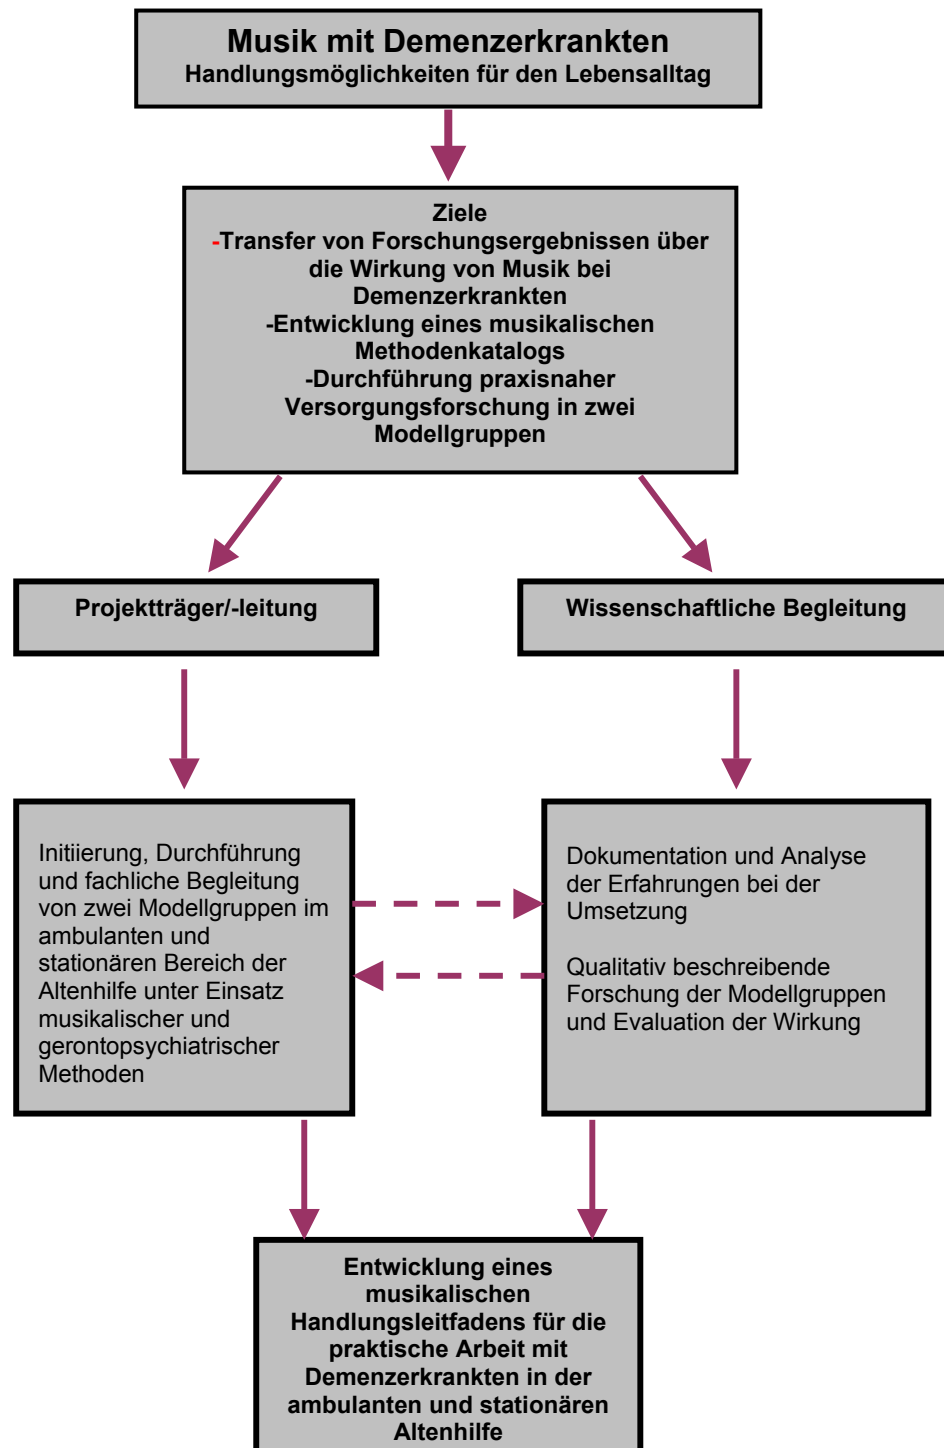 Musik mit Demenzerkrankten
Handlungsmöglichkeiten für den Lebensalltag
Ziele
-Transfer von Forschungsergebnissen über
die Wirkung von Musik bei
Demenzerkrankten
-Entwicklung eines musikalischen
Methodenkatalogs
-Durchführung praxisnaher
Versorgungsforschung in zwei
Modellgruppen
Projektträger/-leitung
Wissenschaftliche Begleitung
Initiierung, Durchführung
und fachliche Begleitung
von zwei Modellgruppen im
ambulanten und
stationären Bereich der
Altenhilfe unter Einsatz
musikalischer und
gerontopsychiatrischer
Methoden
Dokumentation und Analyse
der Erfahrungen bei der
Umsetzung
Qualitativ beschreibende
Forschung der Modellgruppen
und Evaluation der Wirkung
Entwicklung eines
musikalischen
Handlungsleitfadens für die
praktische Arbeit mit
Demenzerkrankten in der
ambulanten und stationären
Altenhilfe